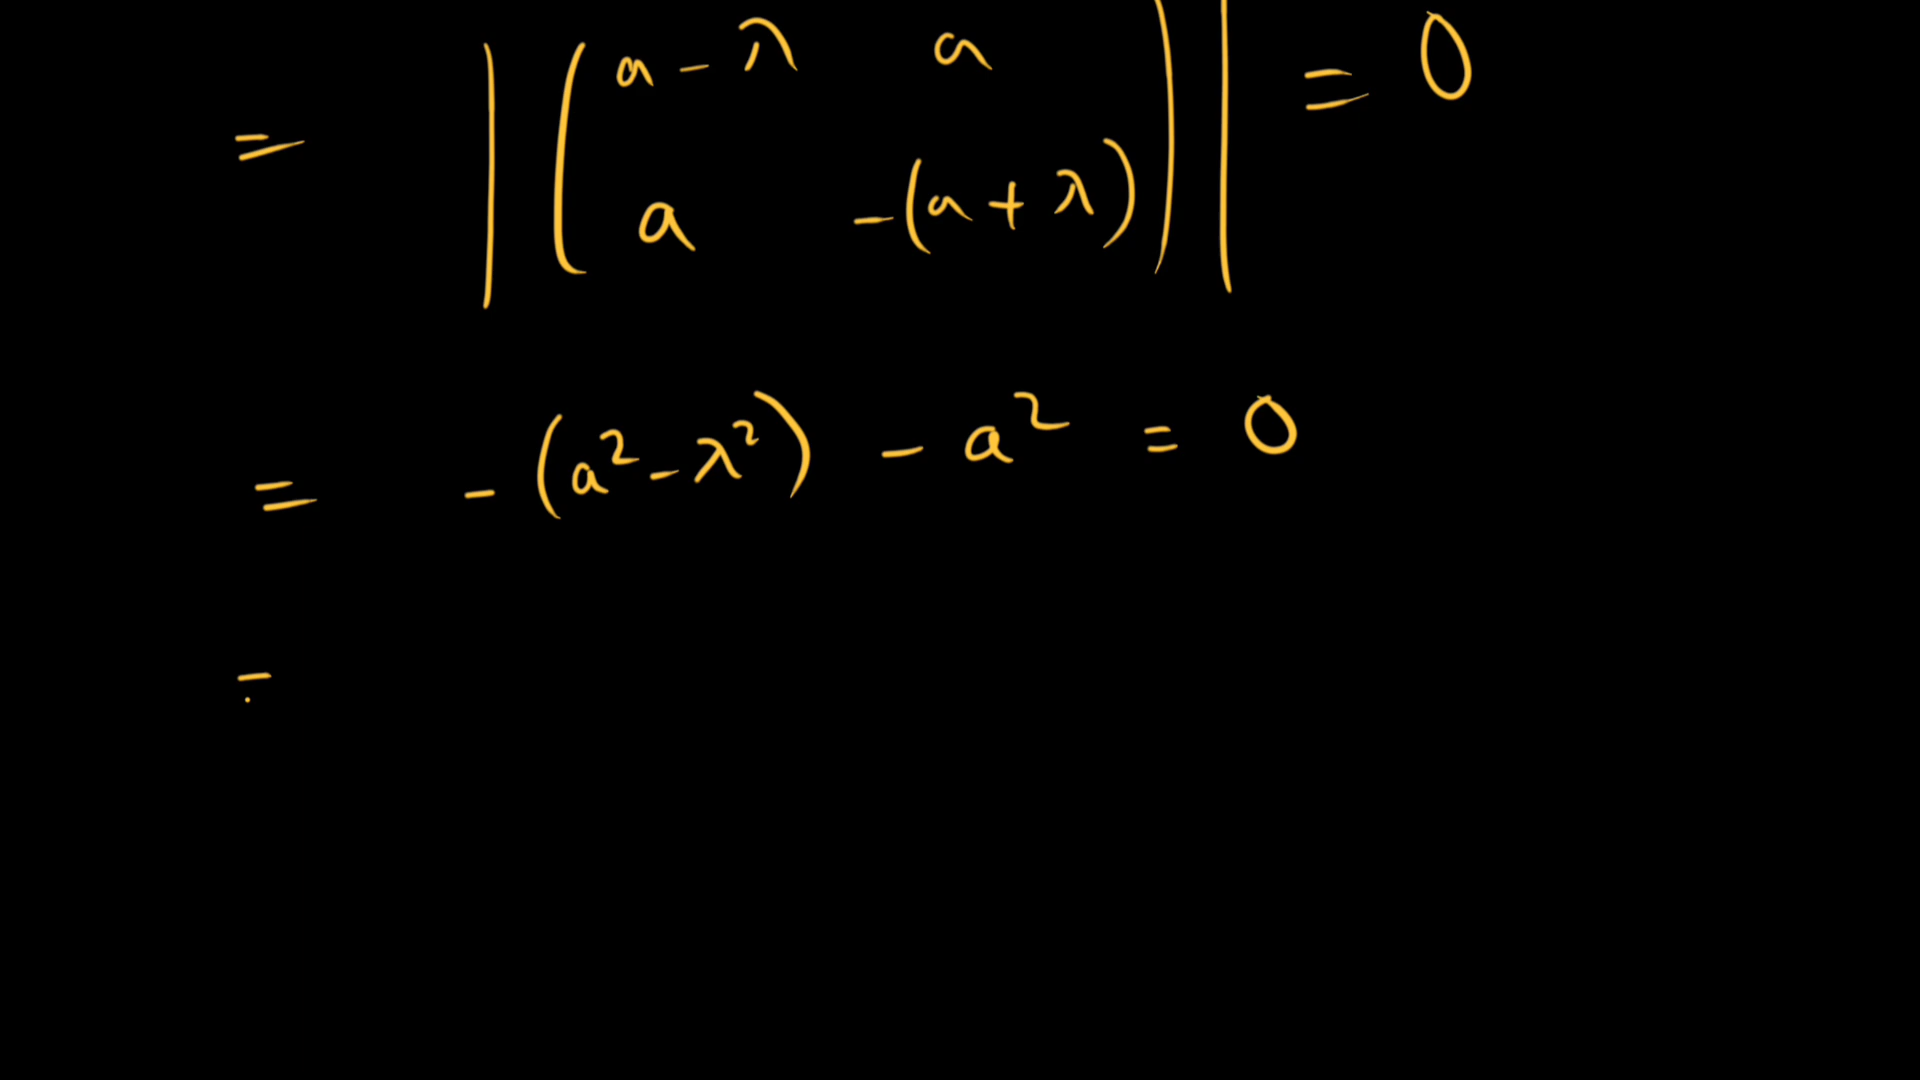 = | ( a - λ a
a -(a + λ) ) | = 0
= - (a² - λ²) - a² = 0
=